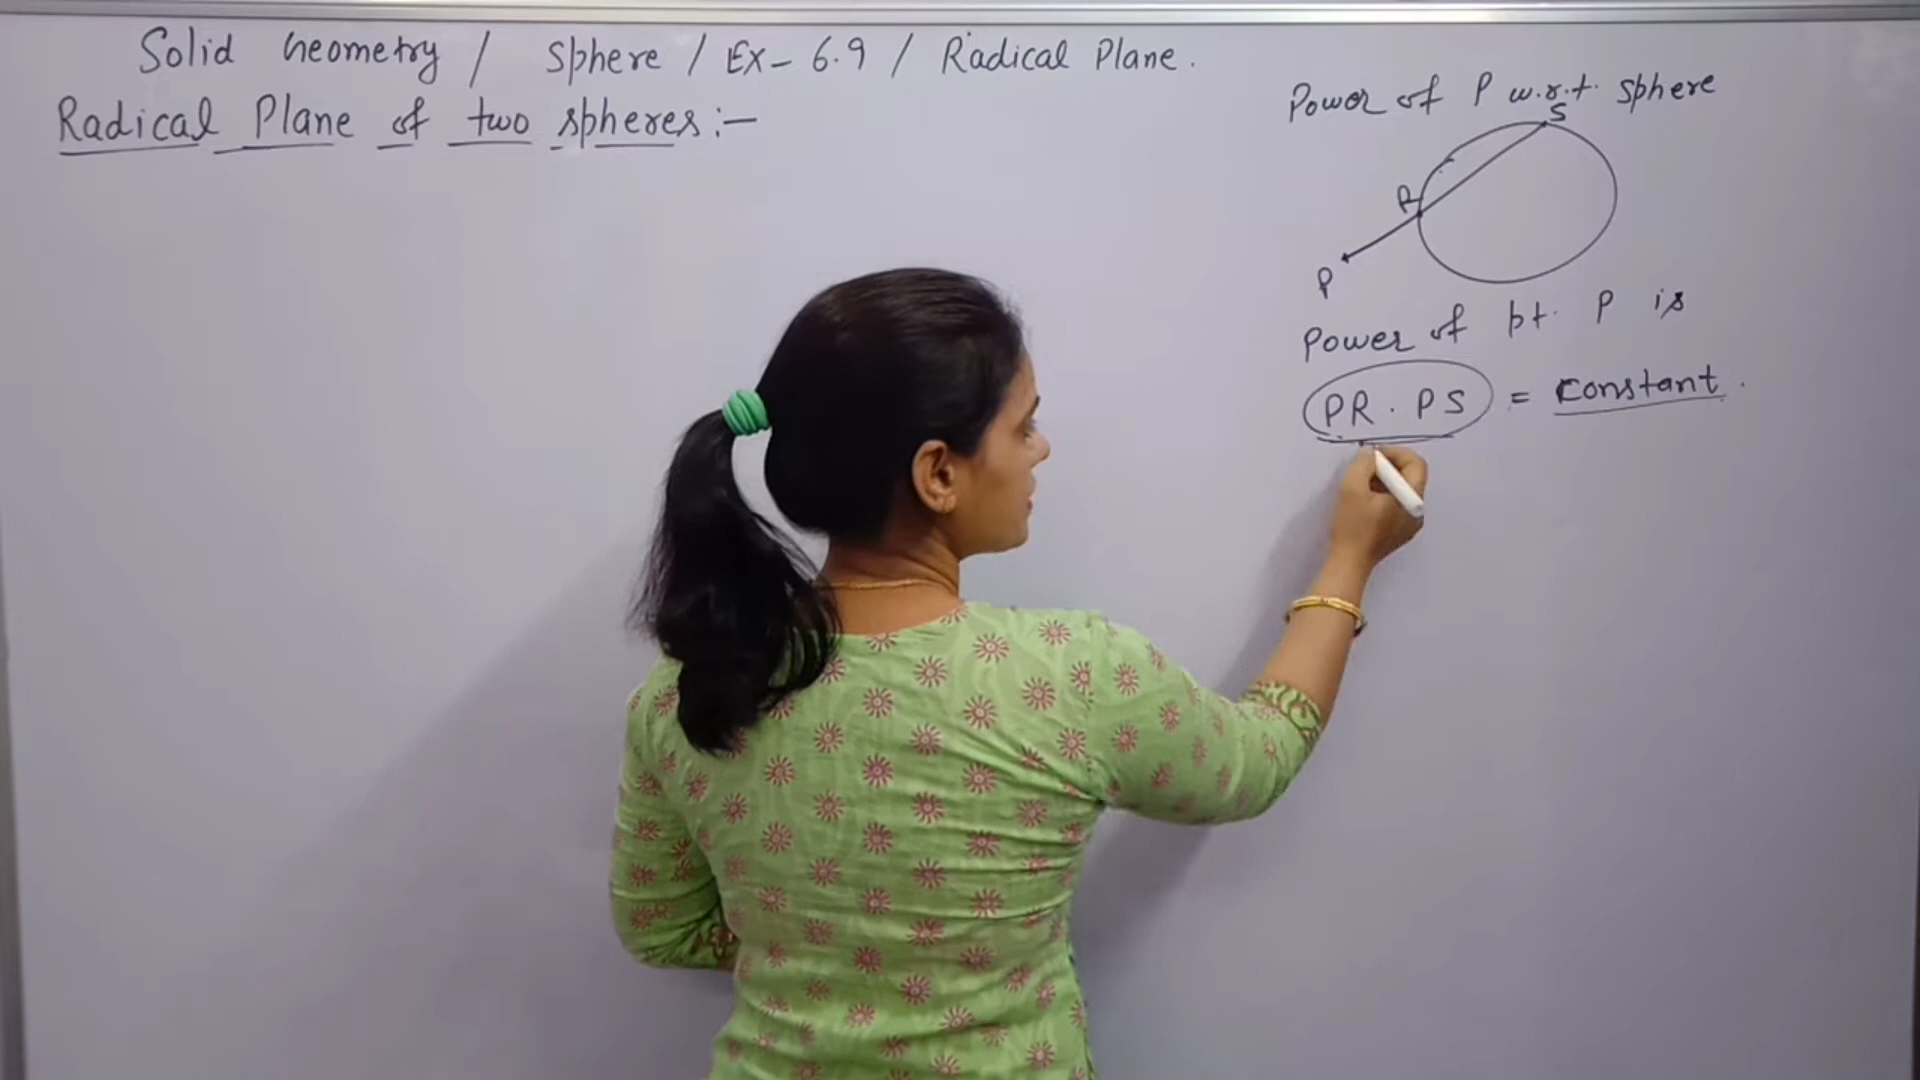 Solid Geometry / Sphere / Ex- 6.9 / Radical Plane.
Radical Plane of two spheres :-
Power of P w.r.t. sphere
S
R
P
Power of pt. P is
PR . PS = constant.